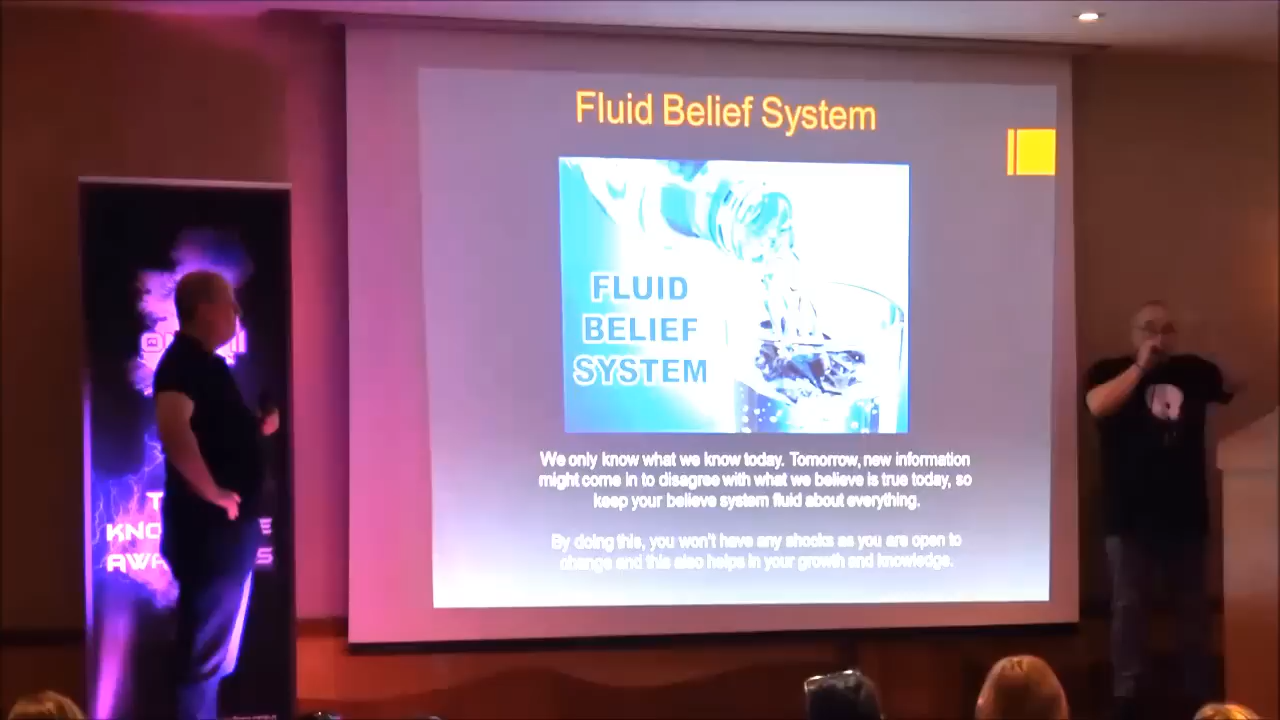 Fluid Belief System
FLUID
BELIEF
SYSTEM
We only know what we know today. Tomorrow, new information
might come in to disagree with what we believe is true today, so
keep your believe system fluid about everything.
By doing this, you won't have any shocks as you are open to
change and this also helps in your growth and knowledge.